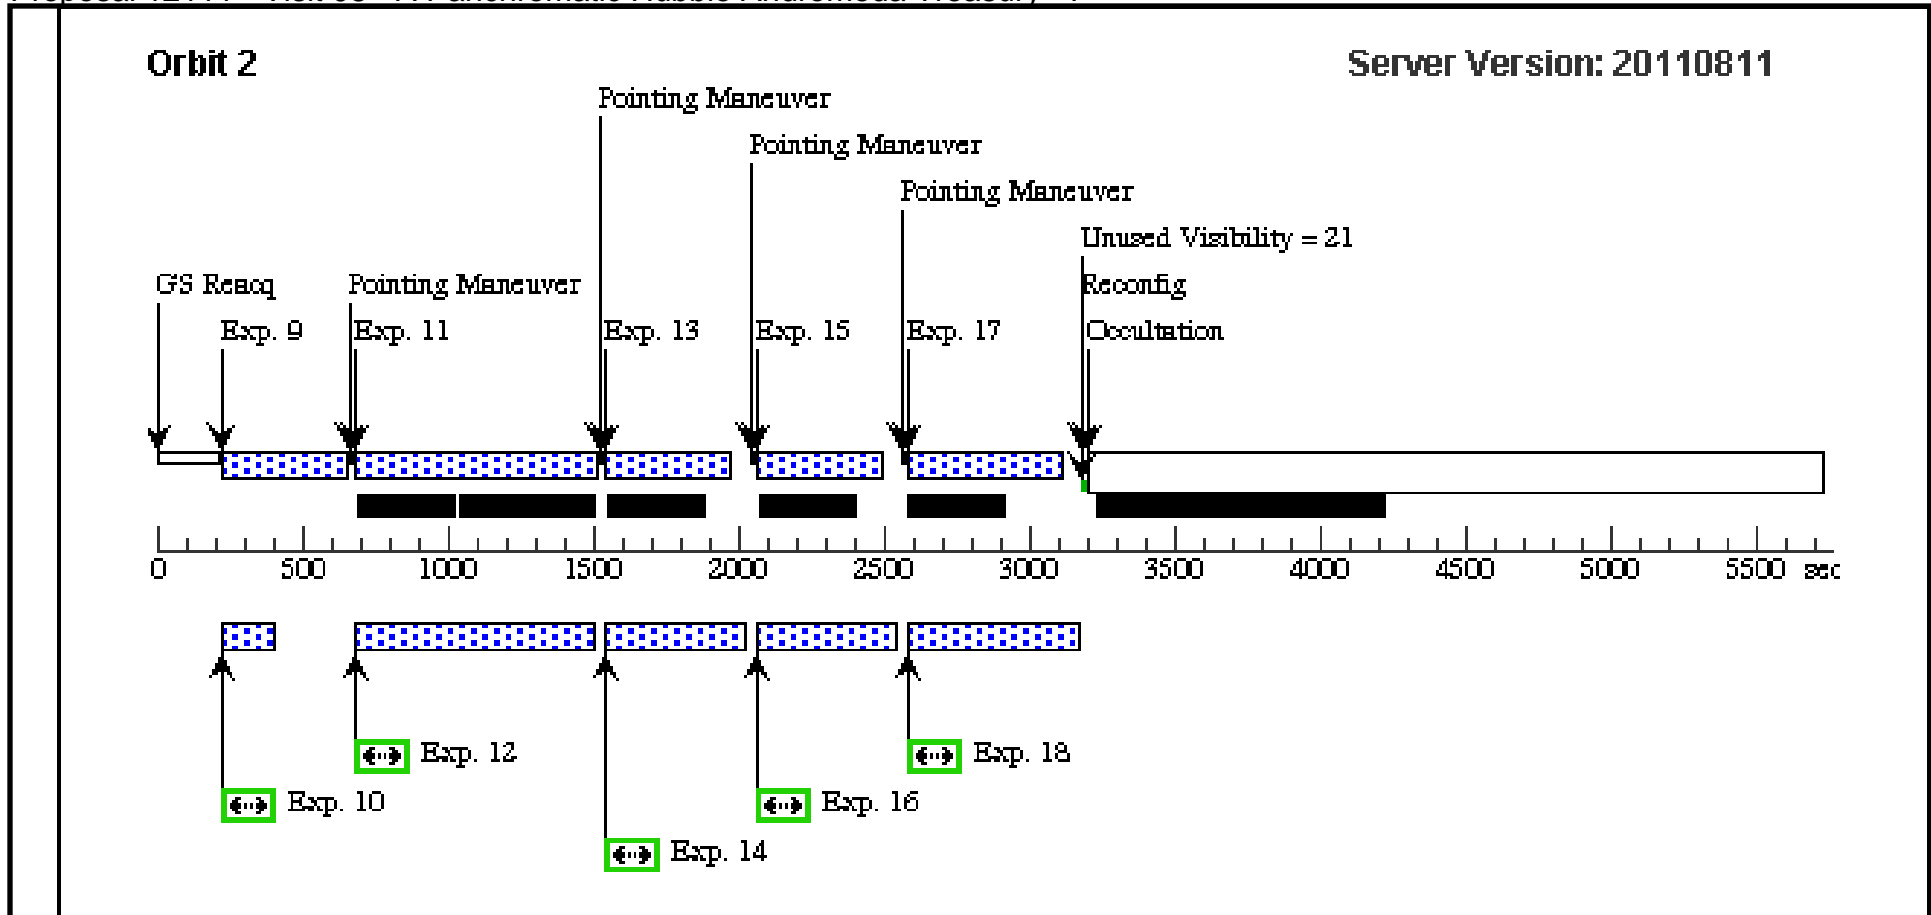 Orbit 2
Server Version: 20110811
Pointing Maneuver
Pointing Maneuver
Pointing Maneuver
Unused Visibility = 21
GS Reacq
Pointing Maneuver
Reconfig
Exp. 9
Exp. 11
Exp. 13
Exp. 15
Exp. 17
Occultation
0
500
1000
1500
2000
2500
3000
3500
4000
4500
5000
5500
sec
Exp. 12
Exp. 18
Exp. 10
Exp. 16
Exp. 14